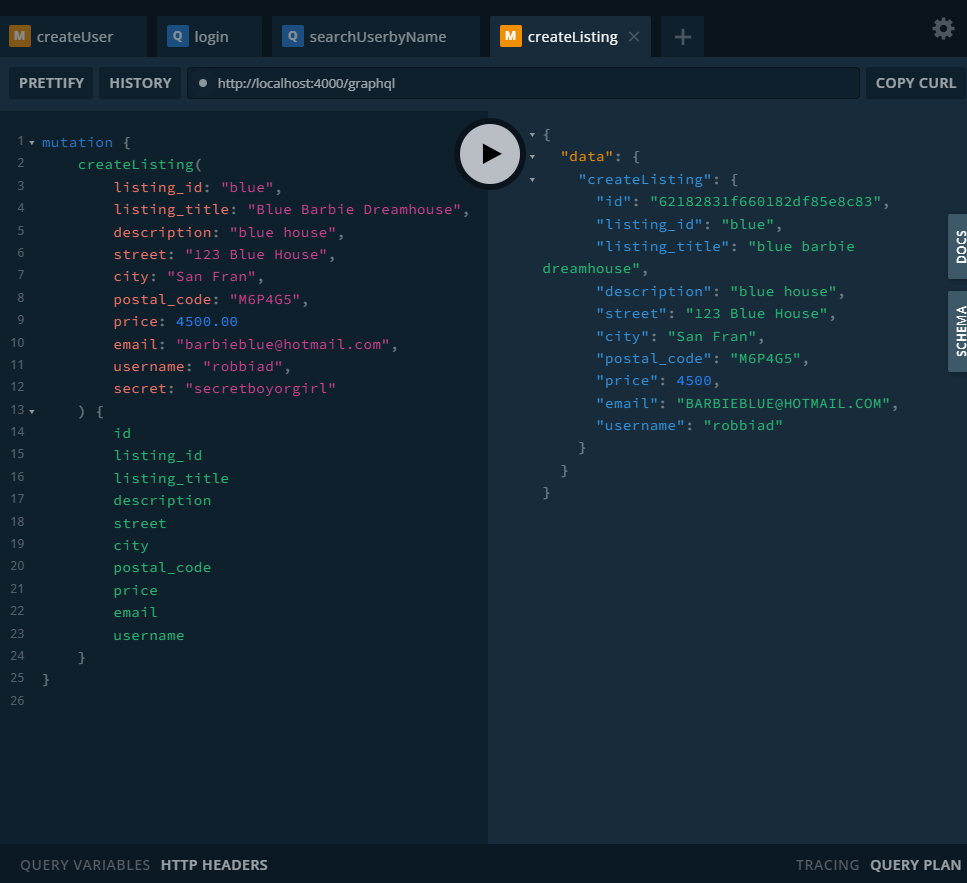 M createUser Q login Q searchUserbyName M createListing × +
PRETTIFY HISTORY http://localhost:4000/graphql COPY CURL
1 mutation {
2 createListing(
3 listing_id: "blue",
4 listing_title: "Blue Barbie Dreamhouse",
5 description: "blue house",
6 street: "123 Blue House",
7 city: "San Fran",
8 postal_code: "M6P4G5",
9 price: 4500.00
10 email: "barbieblue@hotmail.com",
11 username: "robbiad",
12 secret: "secretboyorgirl"
13 ) {
14 id
15 listing_id
16 listing_title
17 description
18 street
19 city
20 postal_code
21 price
22 email
23 username
24 }
25 }
26
{
"data": {
"createListing": {
"id": "62182831f660182df85e8c83",
"listing_id": "blue",
"listing_title": "blue barbie
dreamhouse",
"description": "blue house",
"street": "123 Blue House",
"city": "San Fran",
"postal_code": "M6P4G5",
"price": 4500,
"email": "BARBIEBLUE@HOTMAIL.COM",
"username": "robbiad"
}
}
}
DOCS
SCHEMA
QUERY VARIABLES HTTP HEADERS TRACING QUERY PLAN